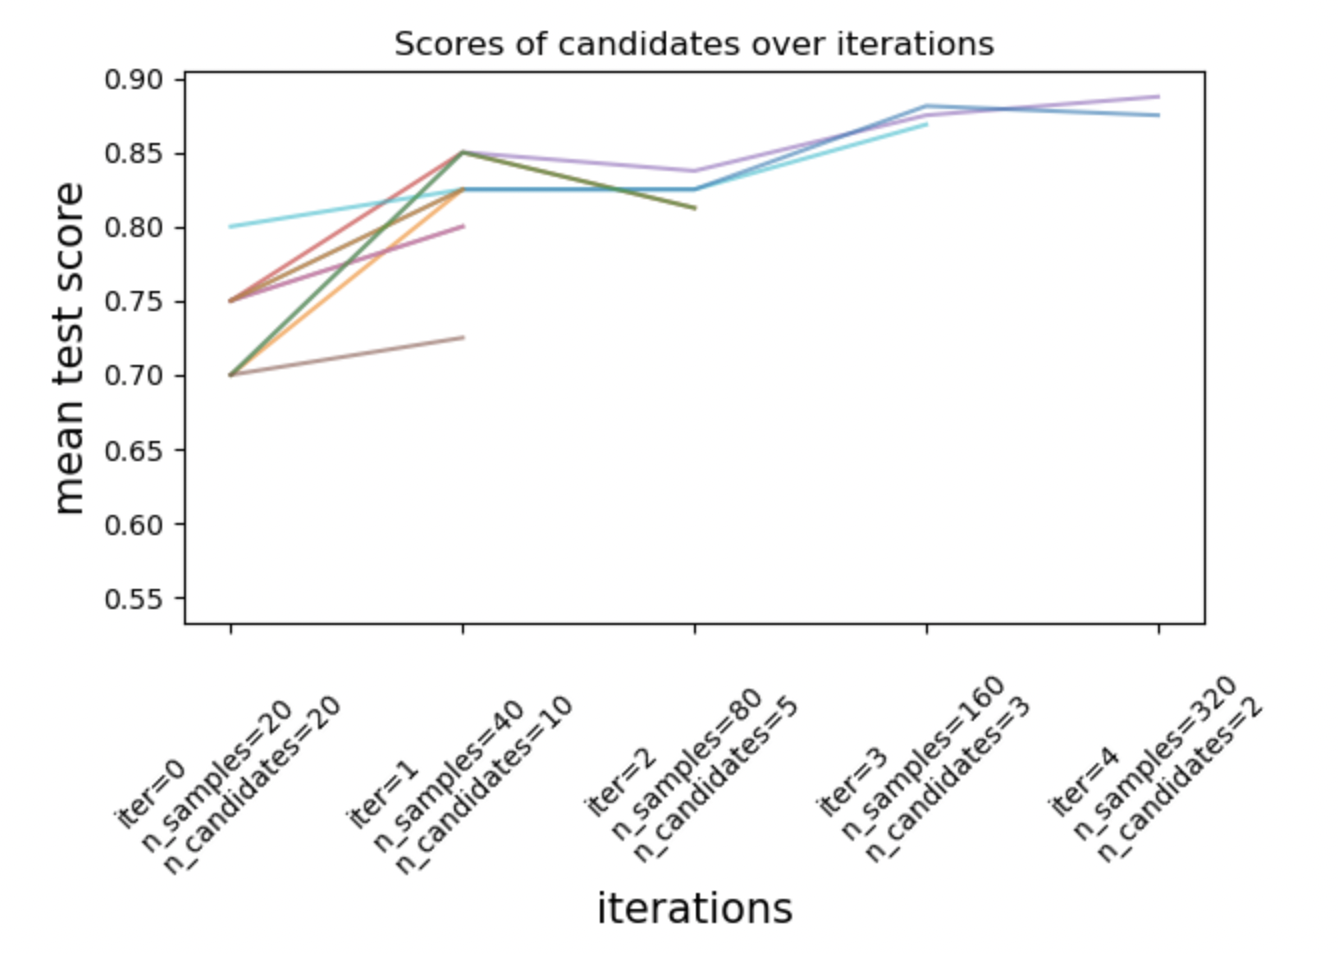 Scores of candidates over iterations
mean test score
0.90
0.85
0.80
0.75
0.70
0.65
0.60
0.55
iter=0
n_samples=20
n_candidates=20
iter=1
n_samples=40
n_candidates=10
iter=2
n_samples=80
n_candidates=5
iter=3
n_samples=160
n_candidates=3
iter=4
n_samples=320
n_candidates=2
iterations